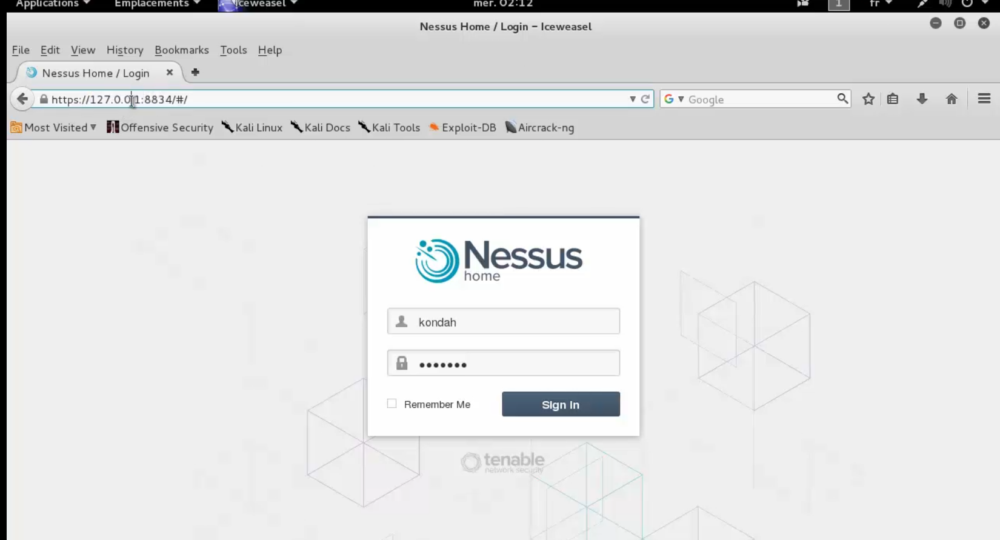 Applications Emplacements Iceweasel mer. 02:12 1 fr
Nessus Home / Login – Iceweasel
File Edit View History Bookmarks Tools Help
Nessus Home / Login
https://127.0.0.1:8834/#/ Google
Most Visited Offensive Security Kali Linux Kali Docs Kali Tools Exploit-DB Aircrack-ng
Nessus
home
kondah
•••••••
Remember Me Sign In
tenable
network security